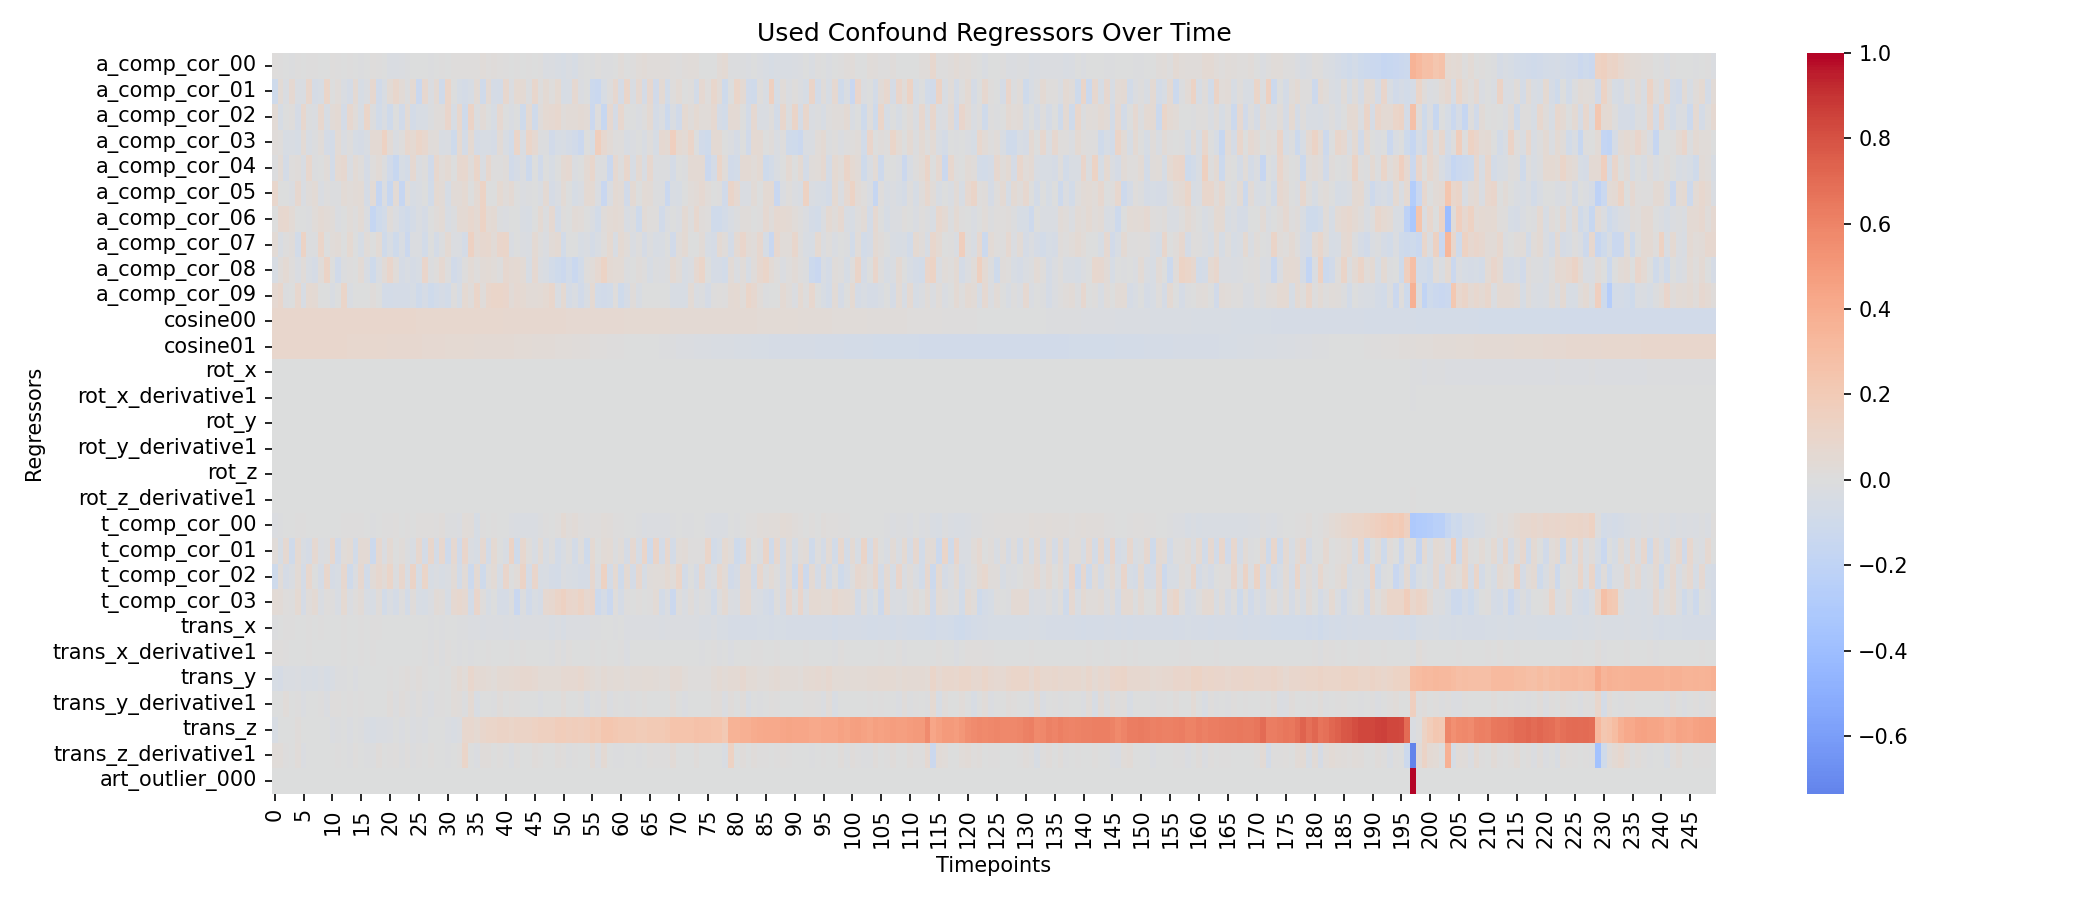 Used Confound Regressors Over Time
Regressors
a_comp_cor_00
a_comp_cor_01
a_comp_cor_02
a_comp_cor_03
a_comp_cor_04
a_comp_cor_05
a_comp_cor_06
a_comp_cor_07
a_comp_cor_08
a_comp_cor_09
cosine00
cosine01
rot_x
rot_x_derivative1
rot_y
rot_y_derivative1
rot_z
rot_z_derivative1
t_comp_cor_00
t_comp_cor_01
t_comp_cor_02
t_comp_cor_03
trans_x
trans_x_derivative1
trans_y
trans_y_derivative1
trans_z
trans_z_derivative1
art_outlier_000
0 5 10 15 20 25 30 35 40 45 50 55 60 65 70 75 80 85 90 95 100 105 110 115 120 125 130 135 140 145 150 155 160 165 170 175 180 185 190 195 200 205 210 215 220 225 230 235 240 245
Timepoints
1.0
0.8
0.6
0.4
0.2
0.0
−0.2
−0.4
−0.6